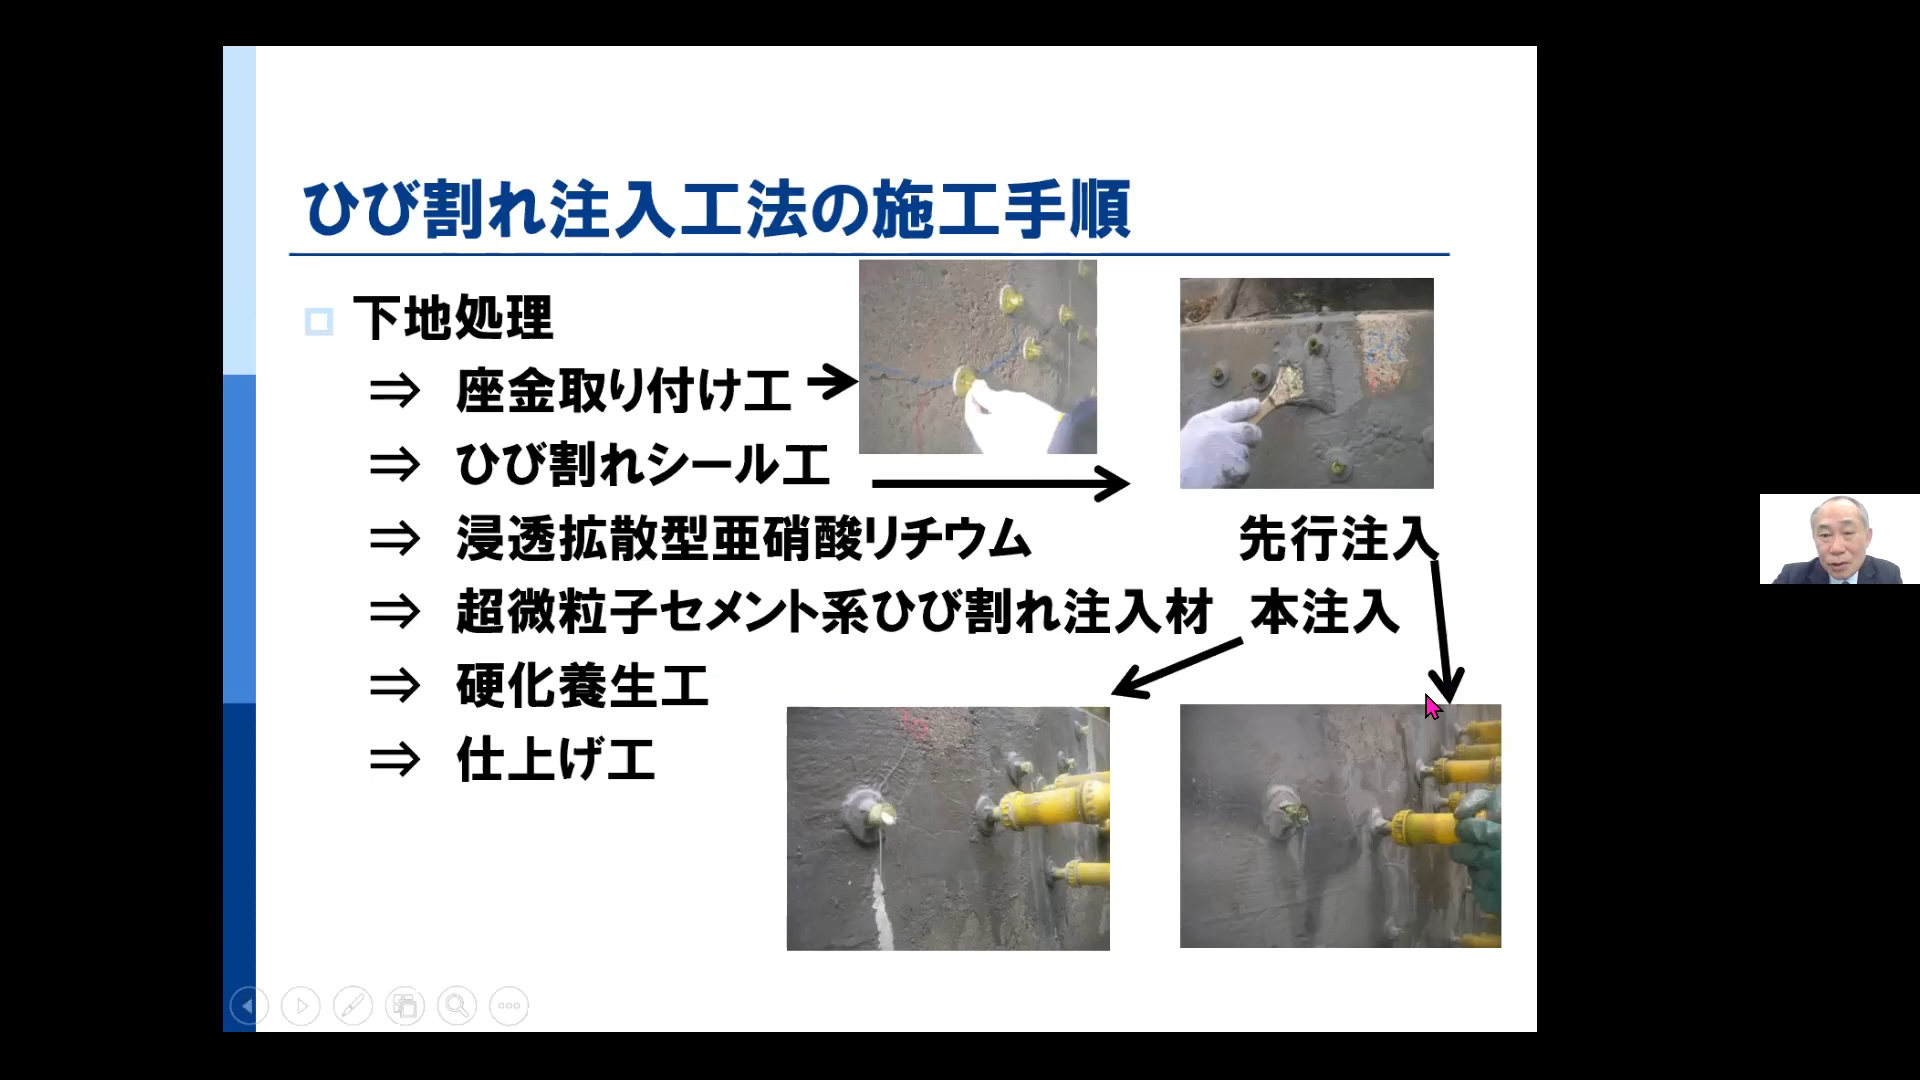 ひび割れ注入工法の施工手順
下地処理
⇒ 座金取り付け工
⇒ ひび割れシール工
⇒ 浸透拡散型亜硝酸リチウム 先行注入
⇒ 超微粒子セメント系ひび割れ注入材 本注入
⇒ 硬化養生工
⇒ 仕上げ工